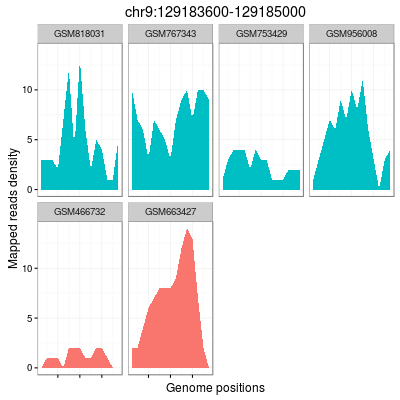 chr9:129183600-129185000
GSM818031 GSM767343 GSM753429 GSM956008
10
5
0
GSM466732 GSM663427
10
5
0
Mapped reads density
Genome positions